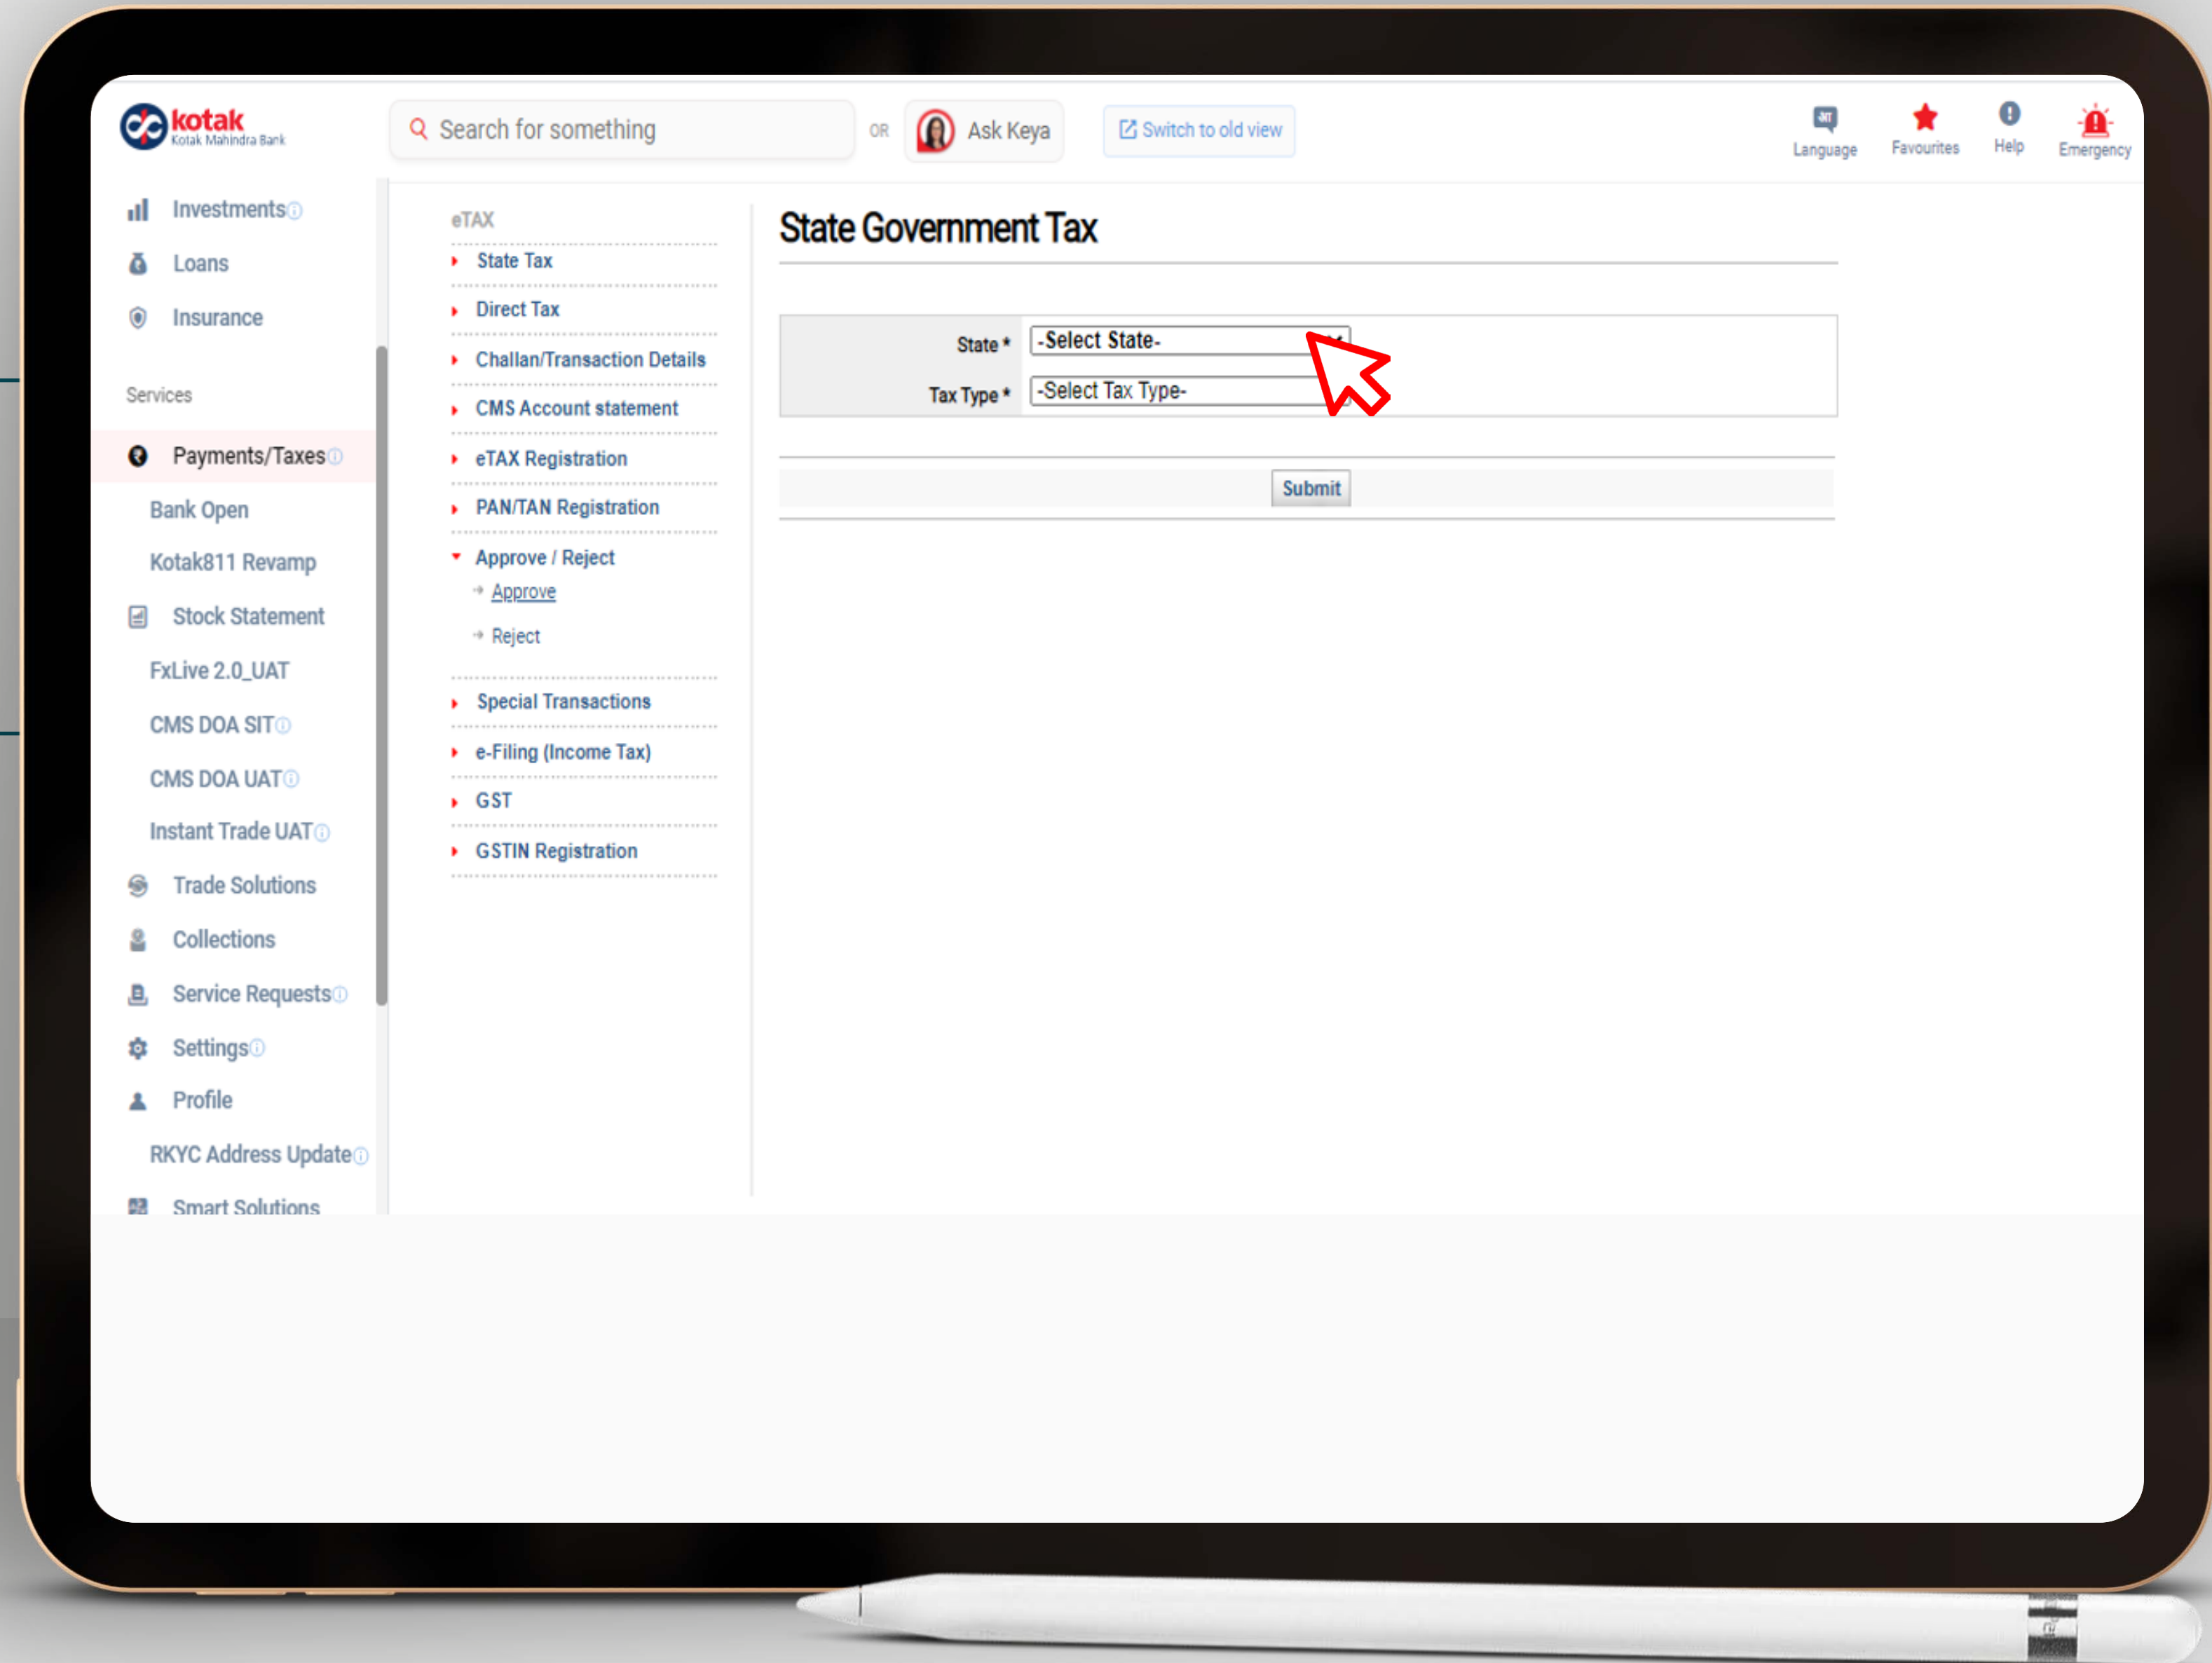 kotak
Kotak Mahindra Bank
Search for something
OR
Ask Keya
Switch to old view
अ
Language
Favourites
Help
Emergency
Investments
Loans
Insurance
Services
Payments/Taxes
Bank Open
Kotak811 Revamp
Stock Statement
FxLive 2.0_UAT
CMS DOA SIT
CMS DOA UAT
Instant Trade UAT
Trade Solutions
Collections
Service Requests
Settings
Profile
RKYC Address Update
Smart Solutions
eTAX
State Tax
Direct Tax
Challan/Transaction Details
CMS Account statement
eTAX Registration
PAN/TAN Registration
Approve / Reject
Approve
Reject
Special Transactions
e-Filing (Income Tax)
GST
GSTIN Registration
State Government Tax
State * -Select State-
Tax Type * -Select Tax Type-
Submit